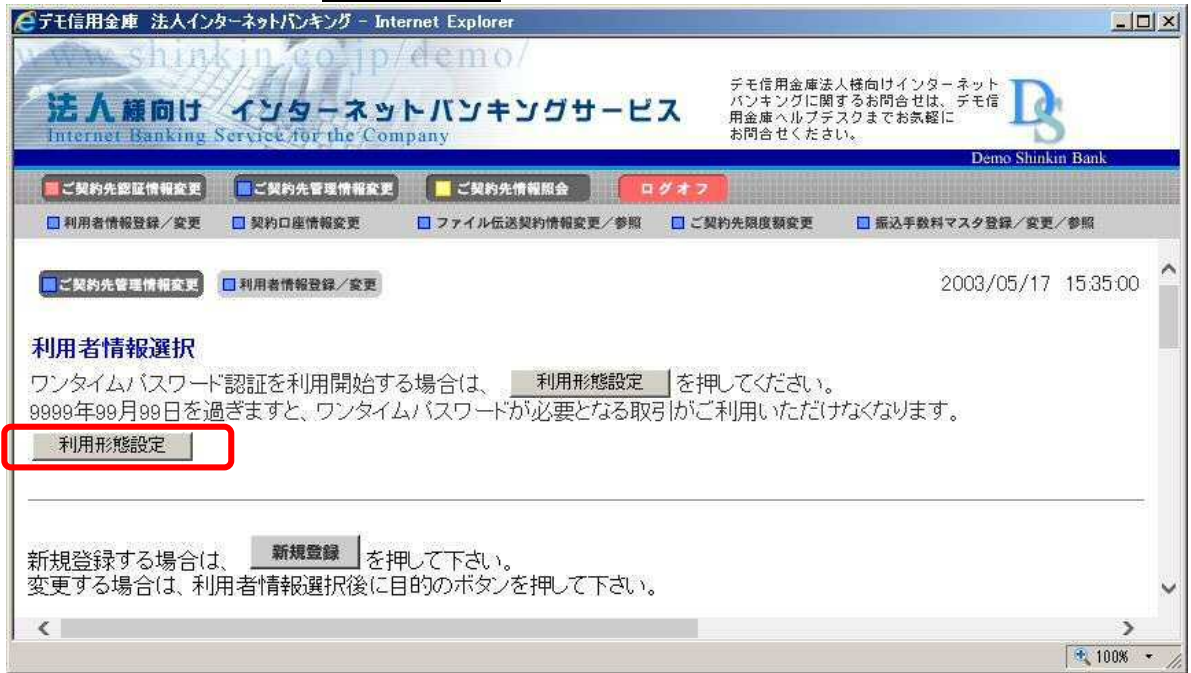 デモ信用金庫 法人インターネットバンキング - Internet Explorer
www.shinkin.co.jp/demo/
法人様向け インターネットバンキングサービス
Internet Banking Service for the Company
デモ信用金庫法人様向けインターネット
バンキングに関するお問合せは、デモ信
用金庫ヘルプデスクまでお気軽に
お問合せください。
DS
Demo Shinkin Bank
ご契約先認証情報変更 ご契約先管理情報変更 ご契約先情報照会 ログオフ
利用者情報登録／変更 契約口座情報変更 ファイル伝送契約情報変更／参照 ご契約先限度額変更 振込手数料マスタ登録／変更／参照
ご契約先管理情報変更 利用者情報登録／変更 2003/05/17 15:35:00
利用者情報選択
ワンタイムパスワード認証を利用開始する場合は、 利用形態設定 を押してください。
9999年99月99日を過ぎますと、ワンタイムパスワードが必要となる取引がご利用いただけなくなります。
利用形態設定
新規登録する場合は、 新規登録 を押して下さい。
変更する場合は、利用者情報選択後に目的のボタンを押して下さい。
100%